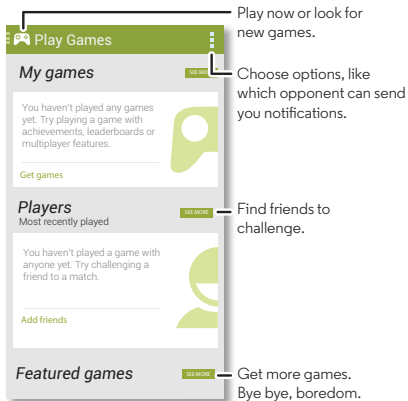 Play now or look for
new games.
Play Games
Choose options, like
which opponent can send
you notifications.
My games
SEE MORE
You haven't played any games
yet. Try playing a game with
achievements, leaderboards or
multiplayer features.
Get games
Players
Most recently played
SEE MORE
Find friends to
challenge.
You haven't played a game with
anyone yet. Try challenging a
friend to a match.
Add friends
Featured games
SEE MORE
Get more games.
Bye bye, boredom.